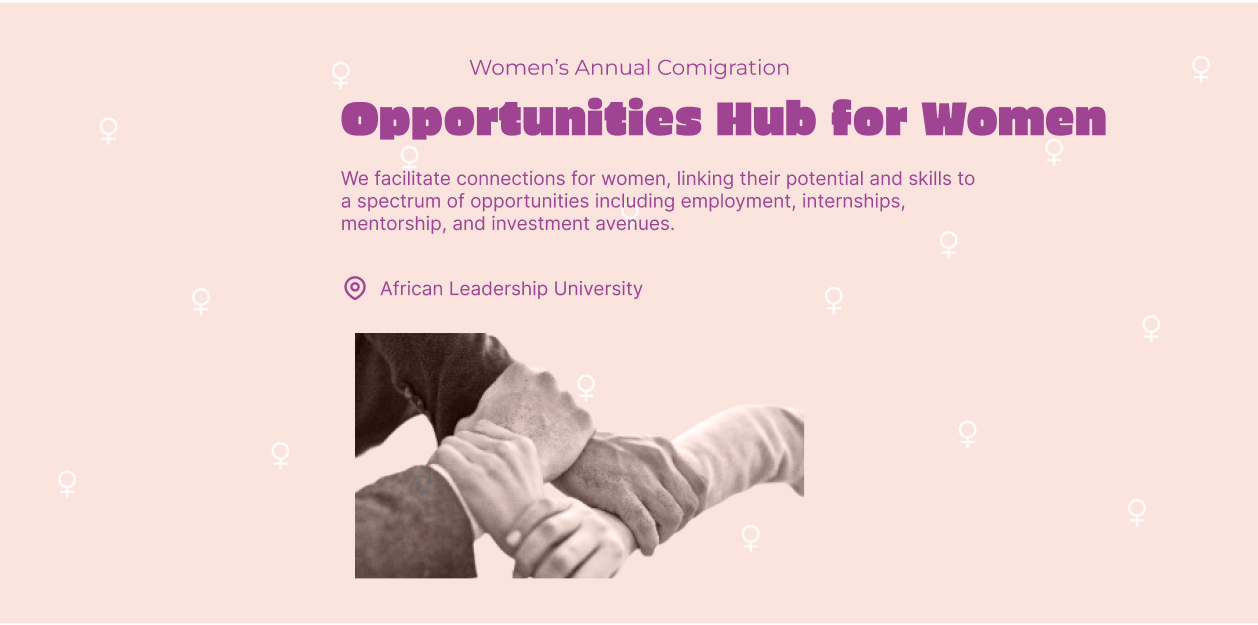 Women’s Annual Comigration
Opportunities Hub for Women
We facilitate connections for women, linking their potential and skills to
a spectrum of opportunities including employment, internships,
mentorship, and investment avenues.
African Leadership University